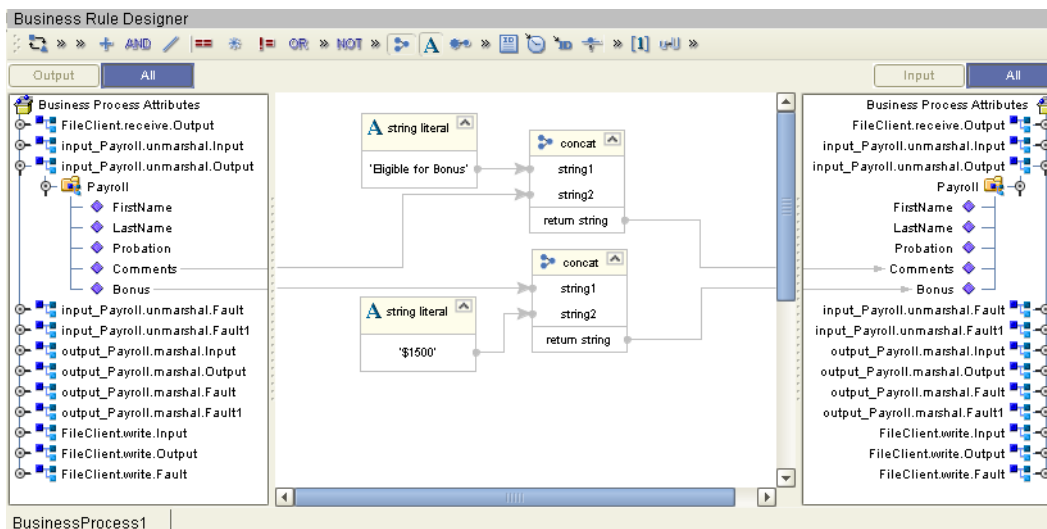 Business Rule Designer
» » AND == != OR » NOT » A » ID ID » [1] »
Output All Input All
Business Process Attributes
FileClient.receive.Output
input_Payroll.unmarshal.Input
input_Payroll.unmarshal.Output
Payroll
FirstName
LastName
Probation
Comments
Bonus
input_Payroll.unmarshal.Fault
input_Payroll.unmarshal.Fault1
output_Payroll.marshal.Input
output_Payroll.marshal.Output
output_Payroll.marshal.Fault
output_Payroll.marshal.Fault1
FileClient.write.Input
FileClient.write.Output
FileClient.write.Fault
A string literal
'Eligible for Bonus'
concat
string1
string2
return string
A string literal
'$1500'
concat
string1
string2
return string
Business Process Attributes
FileClient.receive.Output
input_Payroll.unmarshal.Input
input_Payroll.unmarshal.Output
Payroll
FirstName
LastName
Probation
Comments
Bonus
input_Payroll.unmarshal.Fault
input_Payroll.unmarshal.Fault1
output_Payroll.marshal.Input
output_Payroll.marshal.Output
output_Payroll.marshal.Fault
output_Payroll.marshal.Fault1
FileClient.write.Input
FileClient.write.Output
FileClient.write.Fault
BusinessProcess1